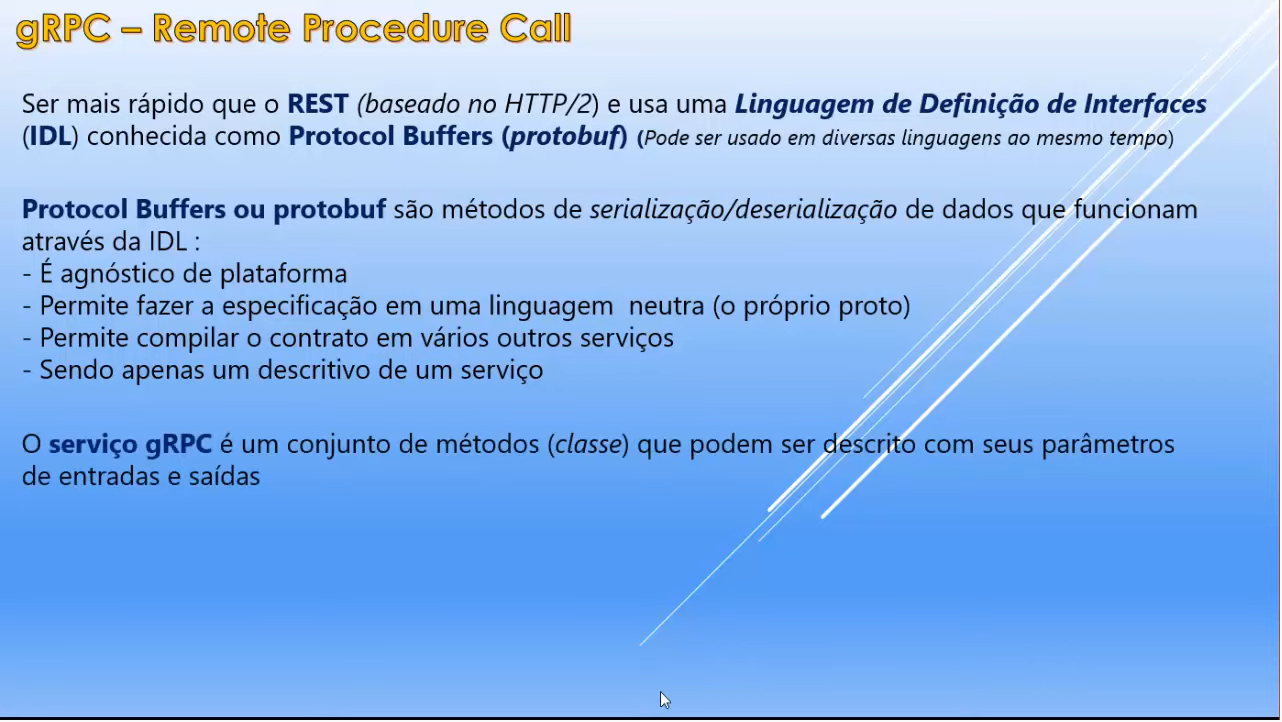 gRPC – Remote Procedure Call
Ser mais rápido que o REST (baseado no HTTP/2) e usa uma Linguagem de Definição de Interfaces
(IDL) conhecida como Protocol Buffers (protobuf) (Pode ser usado em diversas linguagens ao mesmo tempo)
Protocol Buffers ou protobuf são métodos de serialização/deserialização de dados que funcionam
através da IDL :
- É agnóstico de plataforma
- Permite fazer a especificação em uma linguagem  neutra (o próprio proto)
- Permite compilar o contrato em vários outros serviços
- Sendo apenas um descritivo de um serviço
O serviço gRPC é um conjunto de métodos (classe) que podem ser descrito com seus parâmetros
de entradas e saídas